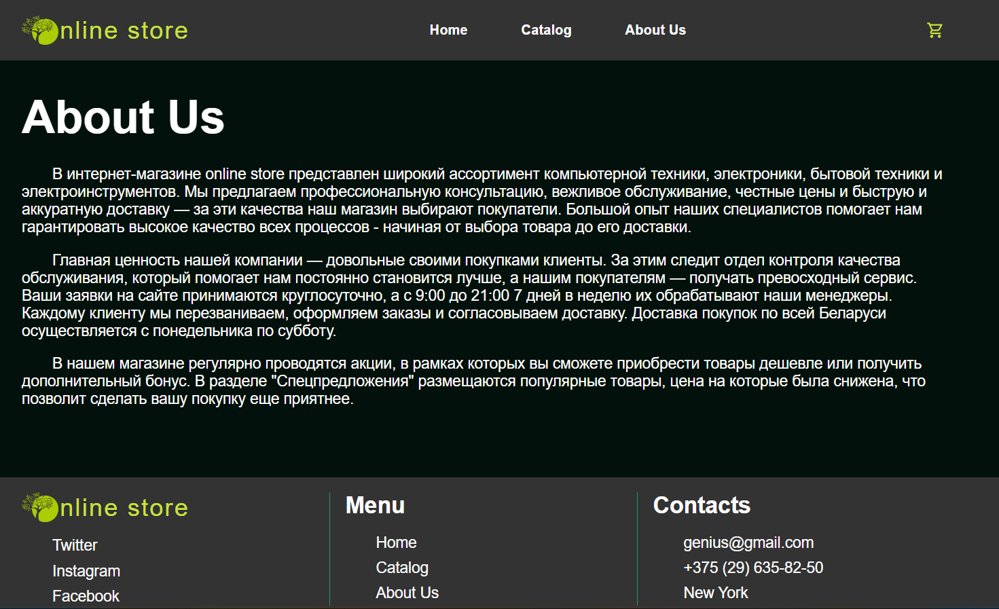 Online store
Home
Catalog
About Us
About Us
В интернет-магазине online store представлен широкий ассортимент компьютерной техники, электроники, бытовой техники и
электроинструментов. Мы предлагаем профессиональную консультацию, вежливое обслуживание, честные цены и быструю и
аккуратную доставку — за эти качества наш магазин выбирают покупатели. Большой опыт наших специалистов помогает нам
гарантировать высокое качество всех процессов - начиная от выбора товара до его доставки.
Главная ценность нашей компании — довольные своими покупками клиенты. За этим следит отдел контроля качества
обслуживания, который помогает нам постоянно становится лучше, а нашим покупателям — получать превосходный сервис.
Ваши заявки на сайте принимаются круглосуточно, а с 9:00 до 21:00 7 дней в неделю их обрабатывают наши менеджеры.
Каждому клиенту мы перезваниваем, оформляем заказы и согласовываем доставку. Доставка покупок по всей Беларуси
осуществляется с понедельника по субботу.
В нашем магазине регулярно проводятся акции, в рамках которых вы сможете приобрести товары дешевле или получить
дополнительный бонус. В разделе "Спецпредложения" размещаются популярные товары, цена на которые была снижена, что
позволит сделать вашу покупку еще приятнее.
Online store
Twitter
Instagram
Facebook
Menu
Home
Catalog
About Us
Contacts
genius@gmail.com
+375 (29) 635-82-50
New York